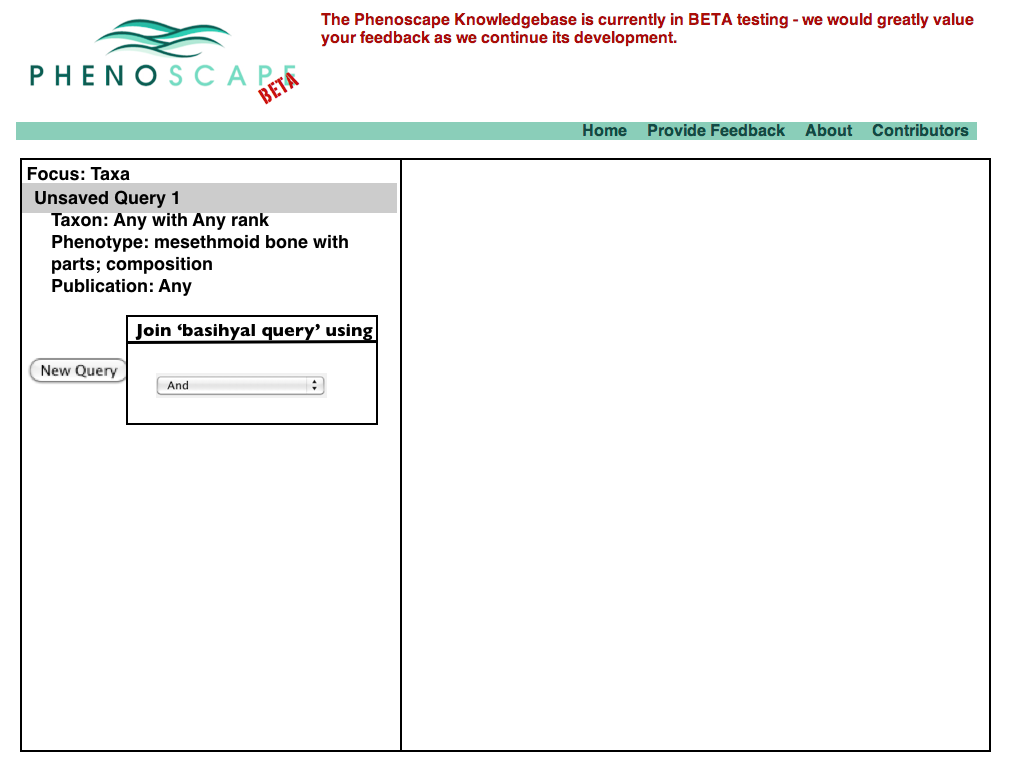 The Phenoscape Knowledgebase is currently in BETA testing - we would greatly value
your feedback as we continue its development.
PHENOSCAPE
BETA
Home Provide Feedback About Contributors
Focus: Taxa
Unsaved Query 1
Taxon: Any with Any rank
Phenotype: mesethmoid bone with
parts; composition
Publication: Any
Join ‘basihyal query’ using
New Query
And